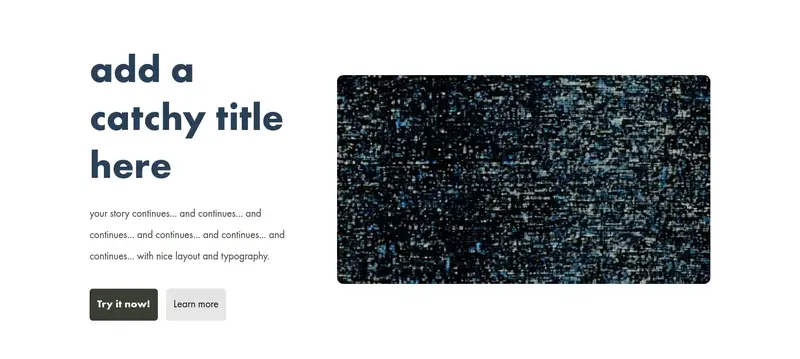 add a
catchy title
here
your story continues... and continues... and
continues... and continues... and continues... and
continues... with nice layout and typography.
Try it now!
Learn more